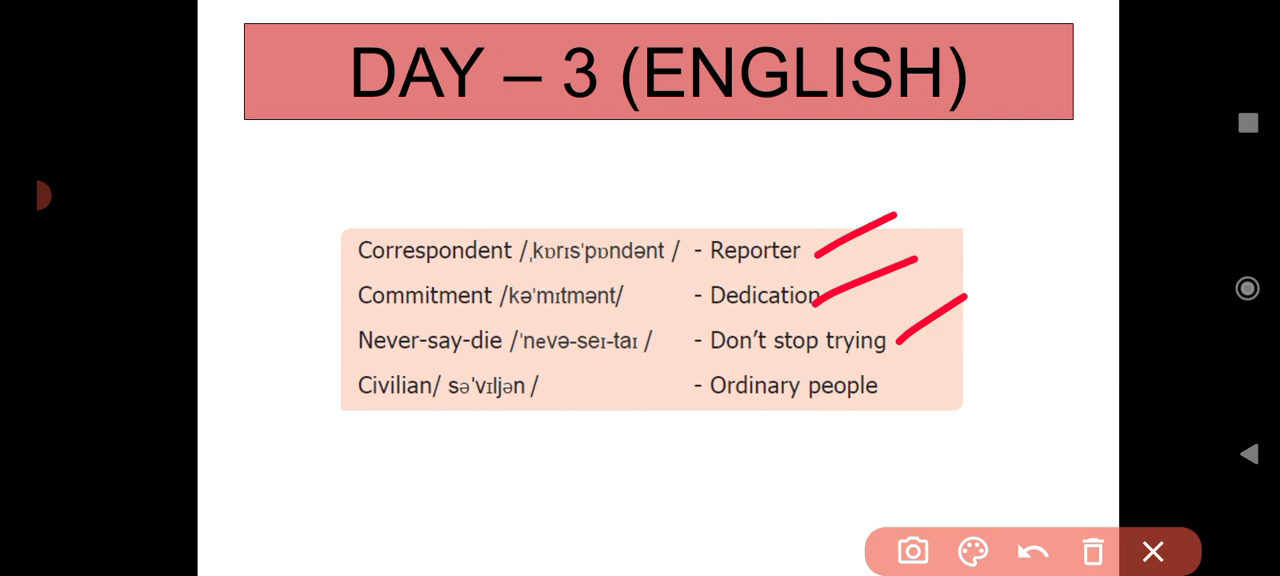 DAY – 3 (ENGLISH)
Correspondent /ˌkɒrɪsˈpɒndənt / - Reporter
Commitment /kəˈmɪtmənt/ - Dedication
Never-say-die /ˈnevə-seɪ-taɪ / - Don’t stop trying
Civilian/ səˈvɪljən / - Ordinary people